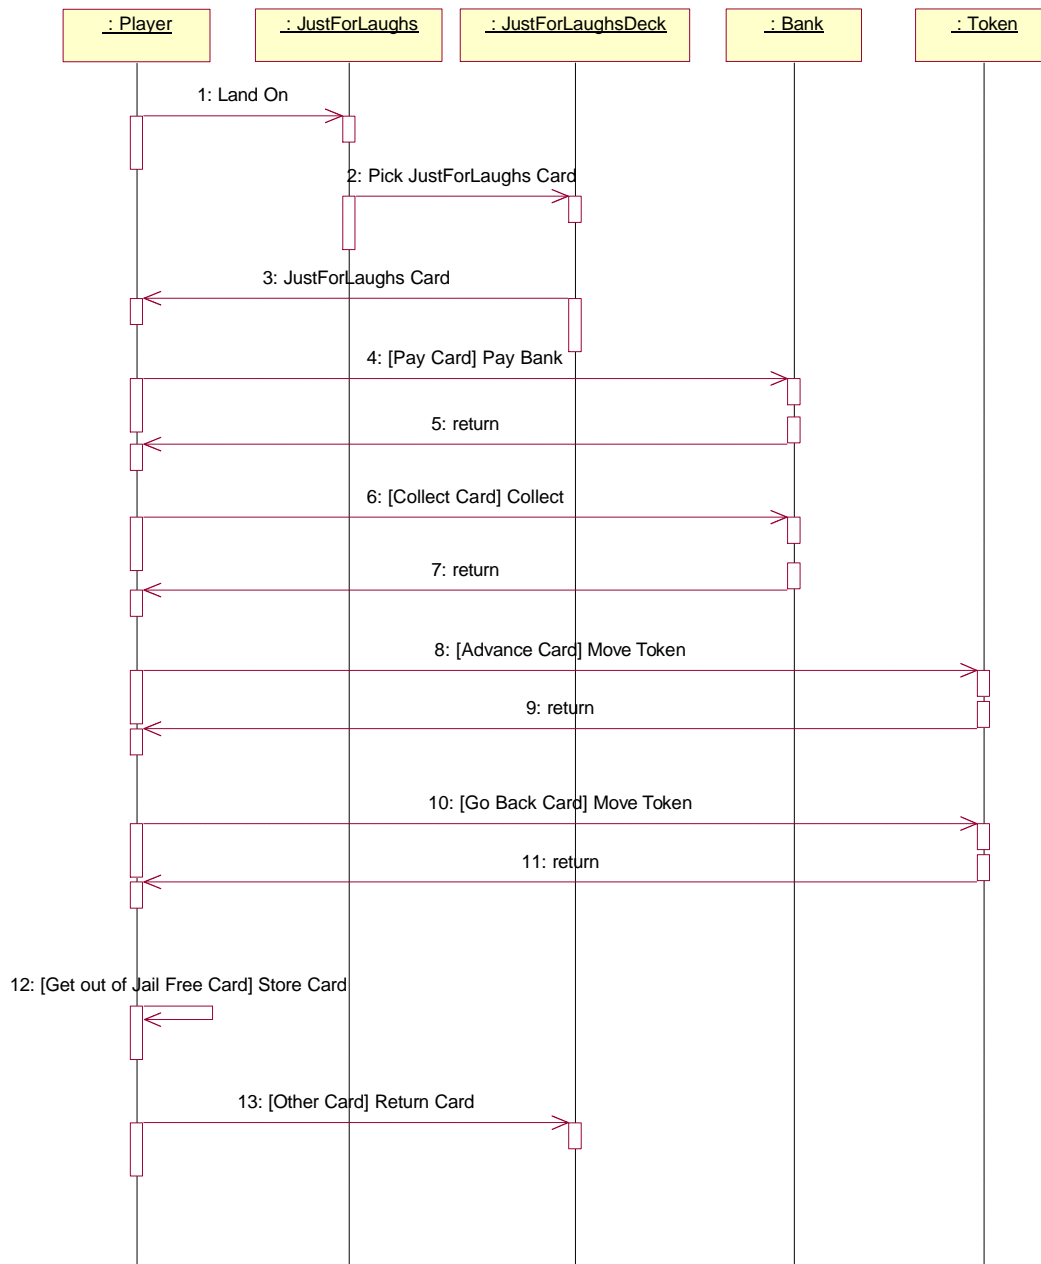 : Player
: JustForLaughs
: JustForLaughsDeck
: Bank
: Token
1: Land On
2: Pick JustForLaughs Card
3: JustForLaughs Card
4: [Pay Card] Pay Bank
5: return
6: [Collect Card] Collect
7: return
8: [Advance Card] Move Token
9: return
10: [Go Back Card] Move Token
11: return
12: [Get out of Jail Free Card] Store Card
13: [Other Card] Return Card